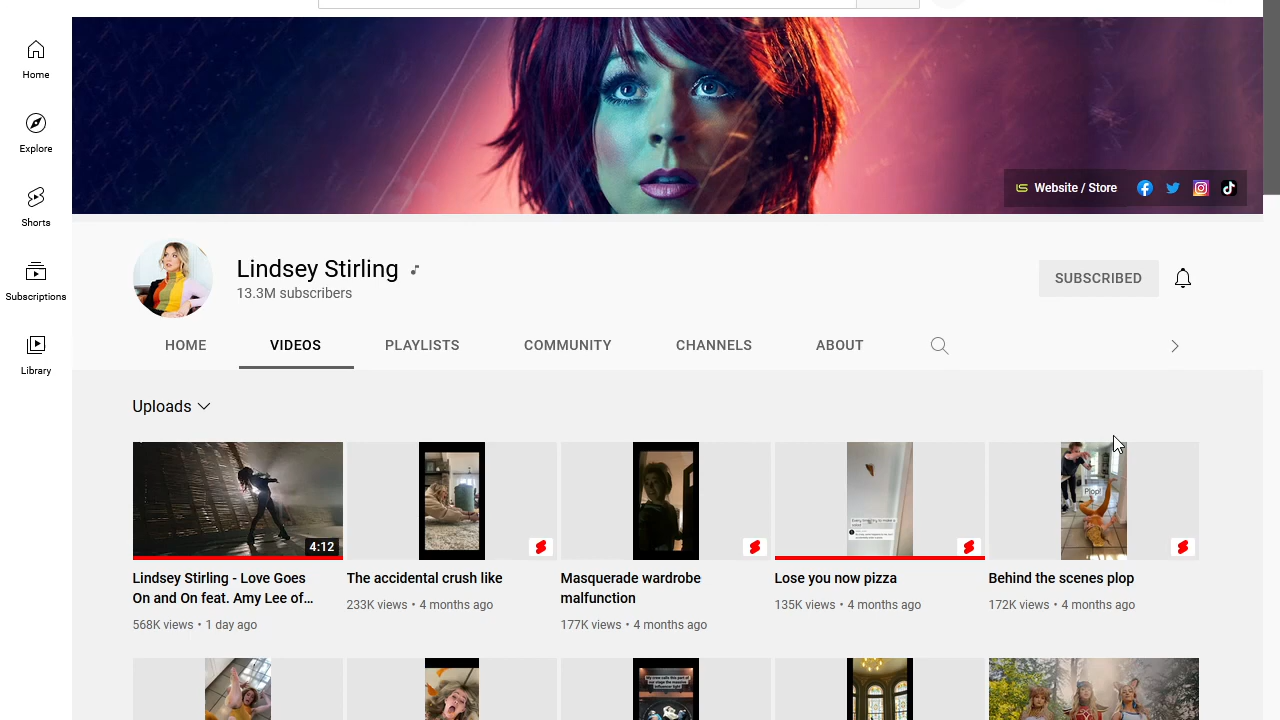 Home
Explore
Shorts
Subscriptions
Library
Website / Store
Lindsey Stirling
13.3M subscribers
SUBSCRIBED
HOME
VIDEOS
PLAYLISTS
COMMUNITY
CHANNELS
ABOUT
Uploads
4:12
Plop!
Lindsey Stirling - Love Goes
On and On feat. Amy Lee of…
568K views • 1 day ago
The accidental crush like
233K views • 4 months ago
Masquerade wardrobe
malfunction
177K views • 4 months ago
Lose you now pizza
135K views • 4 months ago
Behind the scenes plop
172K views • 4 months ago